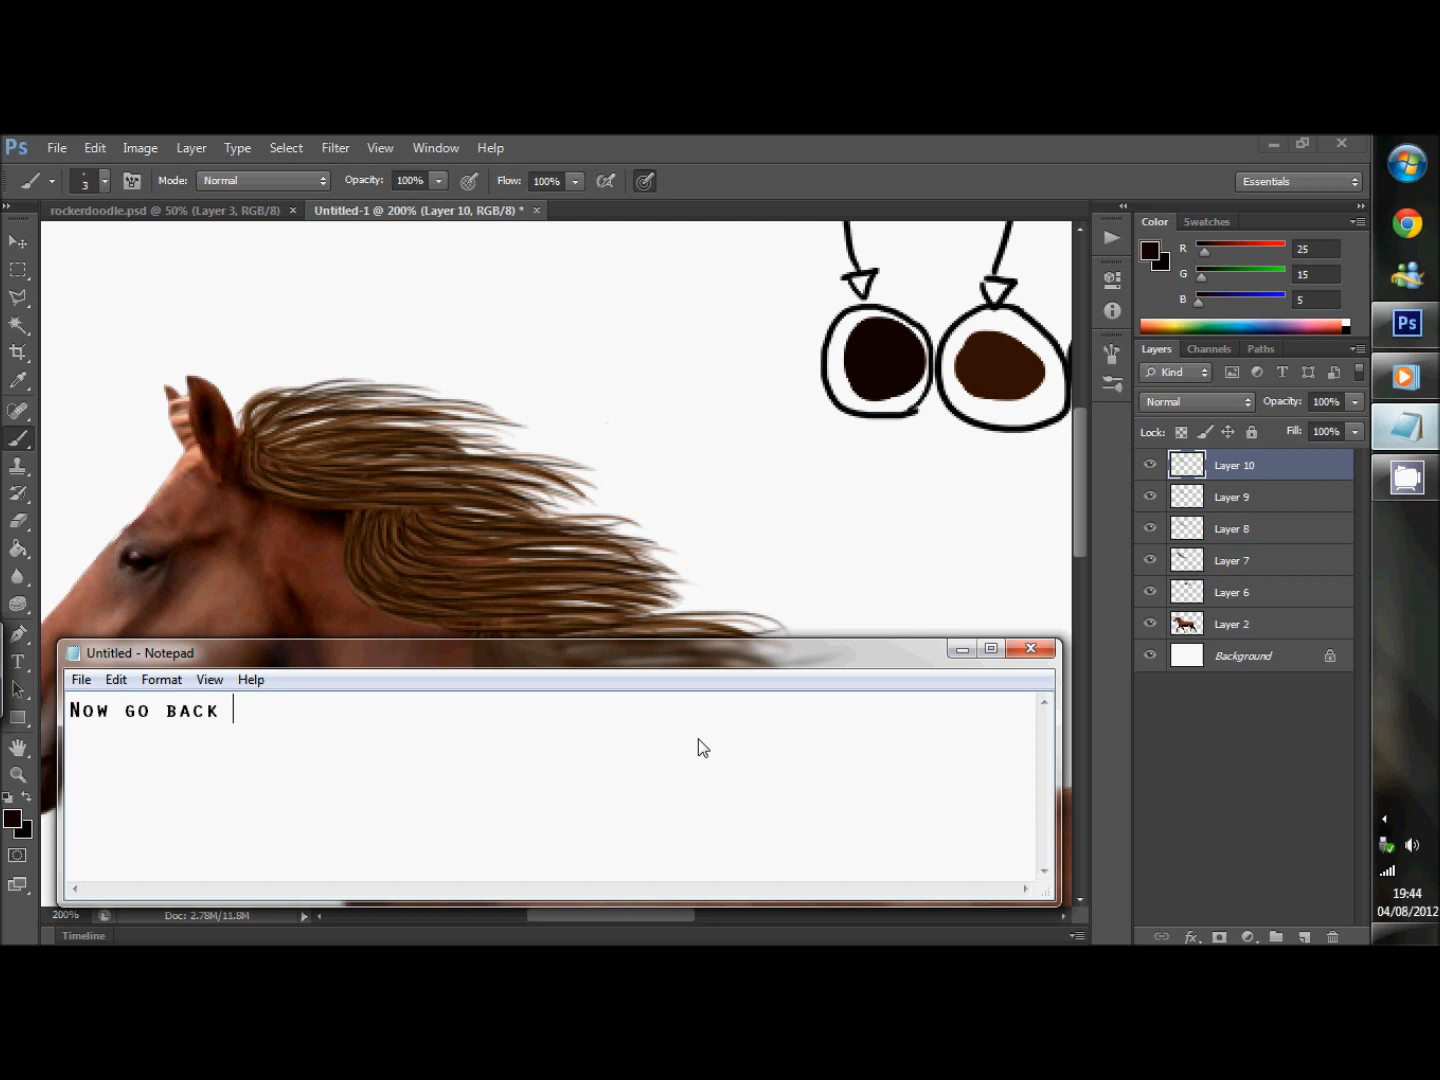 Ps File Edit Image Layer Type Select Filter View Window Help
3 Mode: Normal Opacity: 100% Flow: 100% Essentials
rockerdoodle.psd @ 50% (Layer 3, RGB/8) × Untitled-1 @ 200% (Layer 10, RGB/8) * ×
Color Swatches
R 25
G 15
B 5
Layers Channels Paths
Kind
Normal Opacity: 100%
Lock: Fill: 100%
Layer 10
Layer 9
Layer 8
Layer 7
Layer 6
Layer 2
Background
Ps
Untitled - Notepad
File Edit Format View Help
Now go back
200% Doc: 2.78M/11.8M
Timeline
fx
19:44
04/08/2012